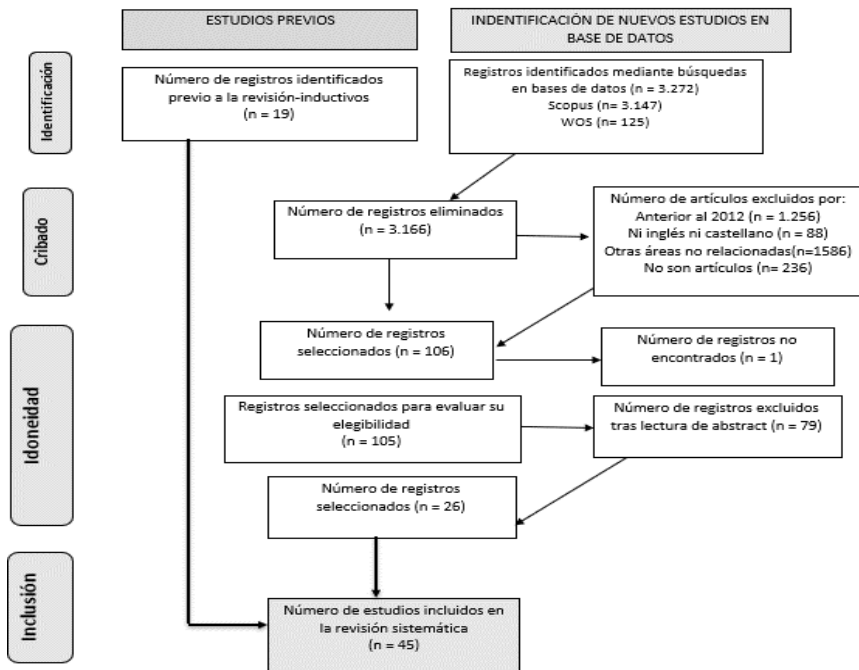 ESTUDIOS PREVIOS
INDENTIFICACIÓN DE NUEVOS ESTUDIOS EN
BASE DE DATOS
Identificación
Número de registros identificados
previo a la revisión-inductivos
(n = 19)
Registros identificados mediante búsquedas
en bases de datos (n = 3.272)
Scopus (n= 3.147)
WOS (n= 125)
Cribado
Número de registros eliminados
(n = 3.166)
Número de artículos excluidos por:
Anterior al 2012 (n = 1.256)
Ni inglés ni castellano (n = 88)
Otras áreas no relacionadas(n=1586)
No son artículos (n= 236)
Idoneidad
Número de registros
seleccionados (n = 106)
Número de registros no
encontrados (n = 1)
Registros seleccionados para evaluar su
elegibilidad
(n = 105)
Número de registros excluidos
tras lectura de abstract (n = 79)
Número de registros
seleccionados (n = 26)
Inclusión
Número de estudios incluidos en
la revisión sistemática
(n = 45)